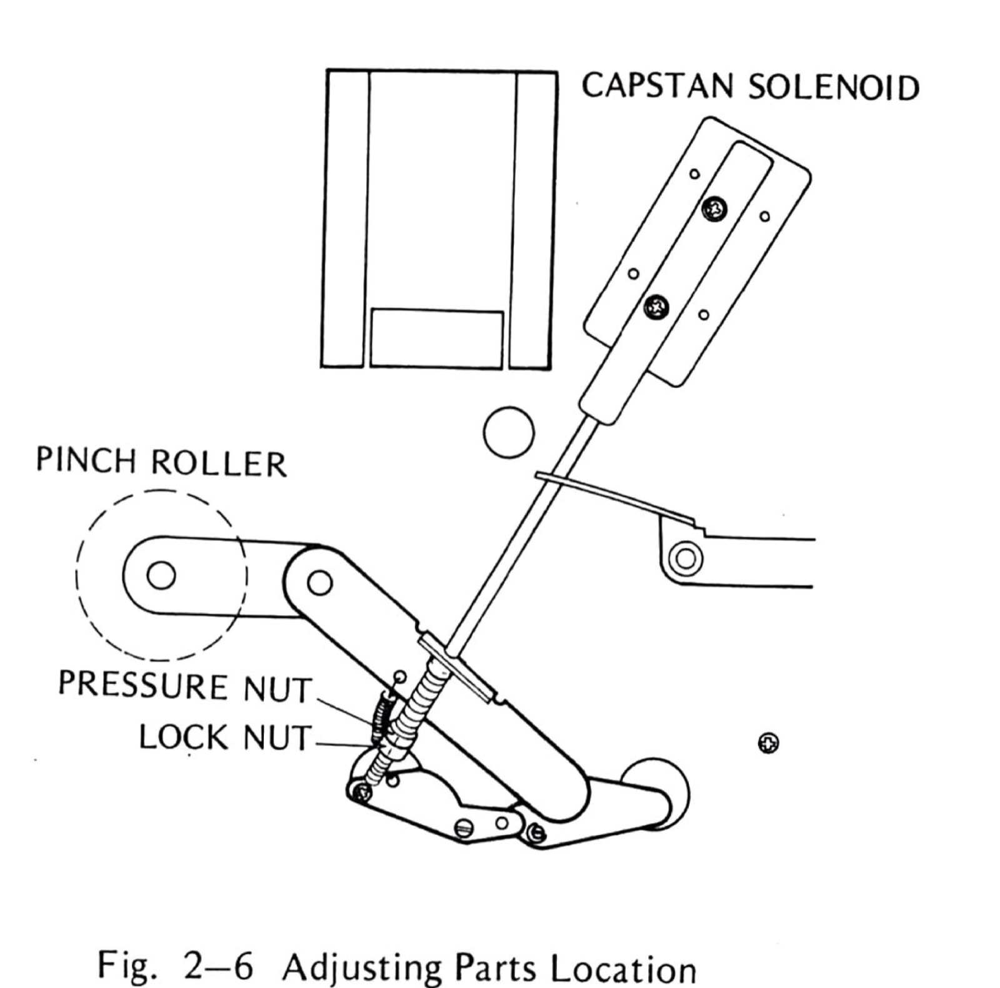 CAPSTAN SOLENOID
PINCH ROLLER
PRESSURE NUT
LOCK NUT
Fig. 2–6 Adjusting Parts Location